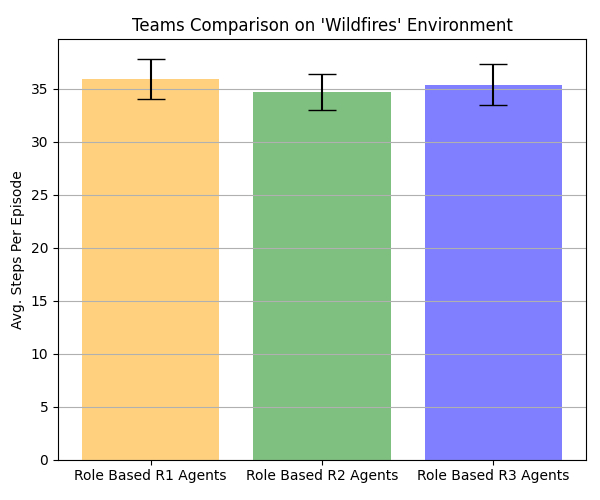 Teams Comparison on 'Wildfires' Environment
Avg. Steps Per Episode
35
30
25
20
15
10
5
0
Role Based R1 Agents Role Based R2 Agents Role Based R3 Agents